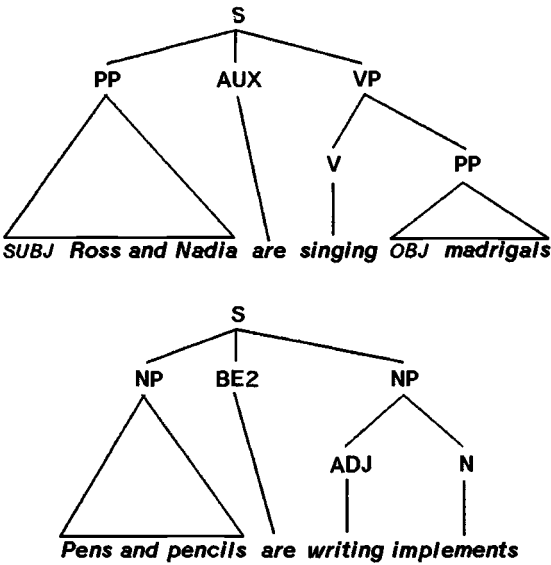 S
PP AUX VP
V PP
SUBJ Ross and Nadia are singing OBJ madrigals
S
NP BE2 NP
ADJ N
Pens and pencils are writing implements